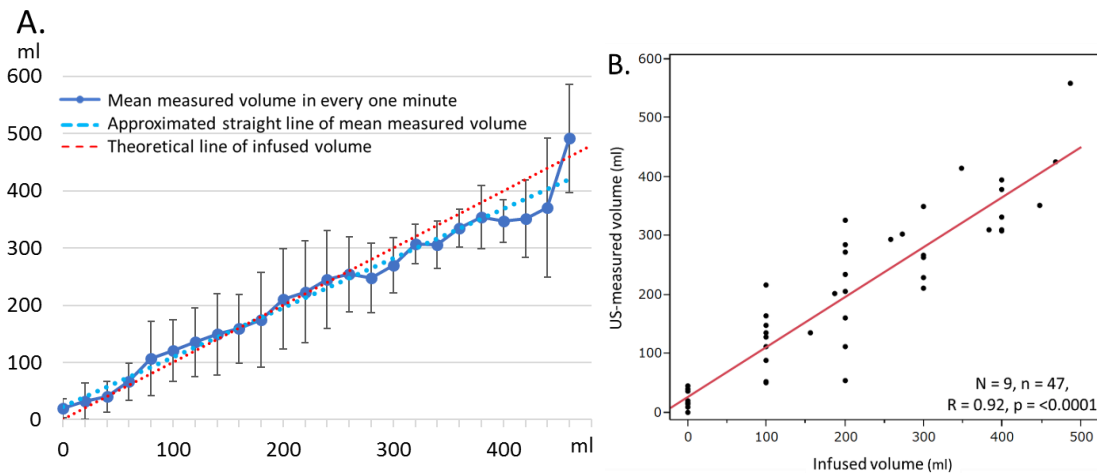 A.
ml
600
500
400
300
200
100
0
Mean measured volume in every one minute
Approximated straight line of mean measured volume
Theoretical line of infused volume
0 100 200 300 400 ml
B.
US-measured volume (ml)
600
500
400
300
200
100
0
N = 9, n = 47,
R = 0.92, p = <0.0001
0 100 200 300 400 500
Infused volume (ml)